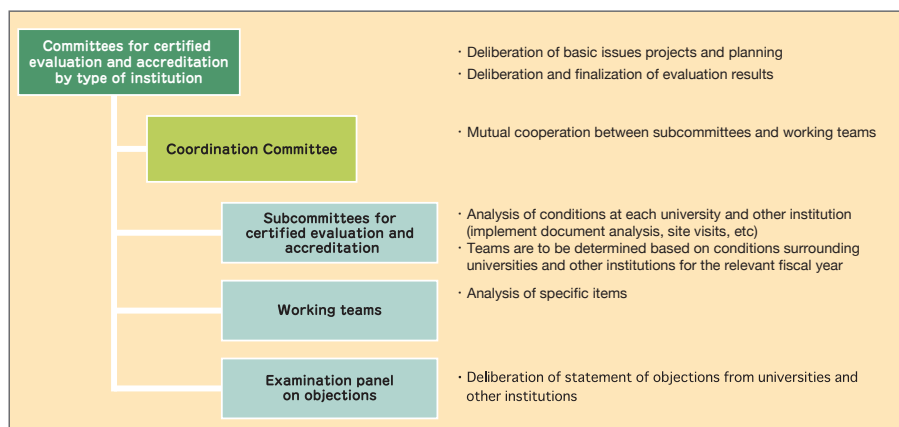 Committees for certified
evaluation and accreditation
by type of institution
・Deliberation of basic issues projects and planning
・Deliberation and finalization of evaluation results
Coordination Committee
・Mutual cooperation between subcommittees and working teams
Subcommittees for
certified evaluation and
accreditation
・Analysis of conditions at each university and other institution
(implement document analysis, site visits, etc)
・Teams are to be determined based on conditions surrounding
universities and other institutions for the relevant fiscal year
Working teams
・Analysis of specific items
Examination panel
on objections
・Deliberation of statement of objections from universities and
other institutions